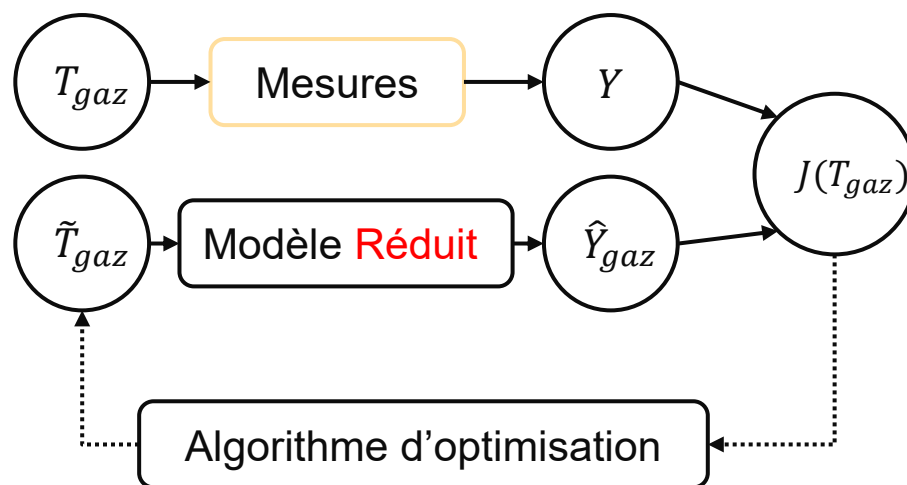 T_gaz
Mesures
Y
J(T_gaz)
T̃_gaz
Modèle Réduit
Ŷ_gaz
Algorithme d’optimisation